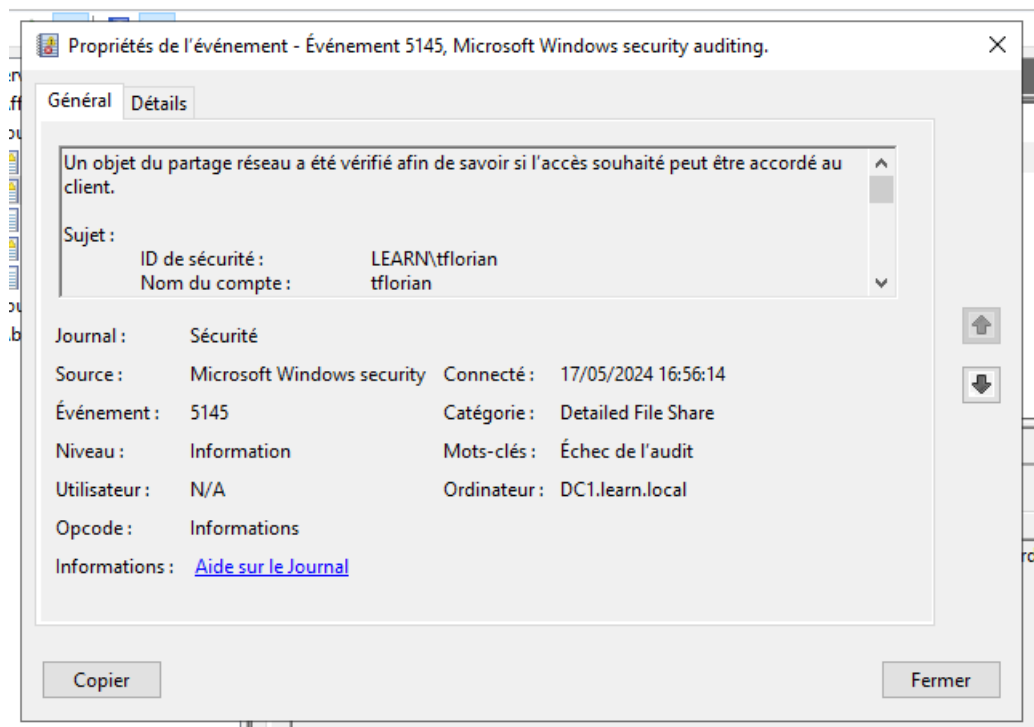 Propriétés de l'événement - Événement 5145, Microsoft Windows security auditing.
Général Détails
Un objet du partage réseau a été vérifié afin de savoir si l'accès souhaité peut être accordé au
client.
Sujet :
ID de sécurité : LEARN\tflorian
Nom du compte : tflorian
Journal : Sécurité
Source : Microsoft Windows security Connecté : 17/05/2024 16:56:14
Événement : 5145 Catégorie : Detailed File Share
Niveau : Information Mots-clés : Échec de l'audit
Utilisateur : N/A Ordinateur : DC1.learn.local
Opcode : Informations
Informations : Aide sur le Journal
Copier Fermer